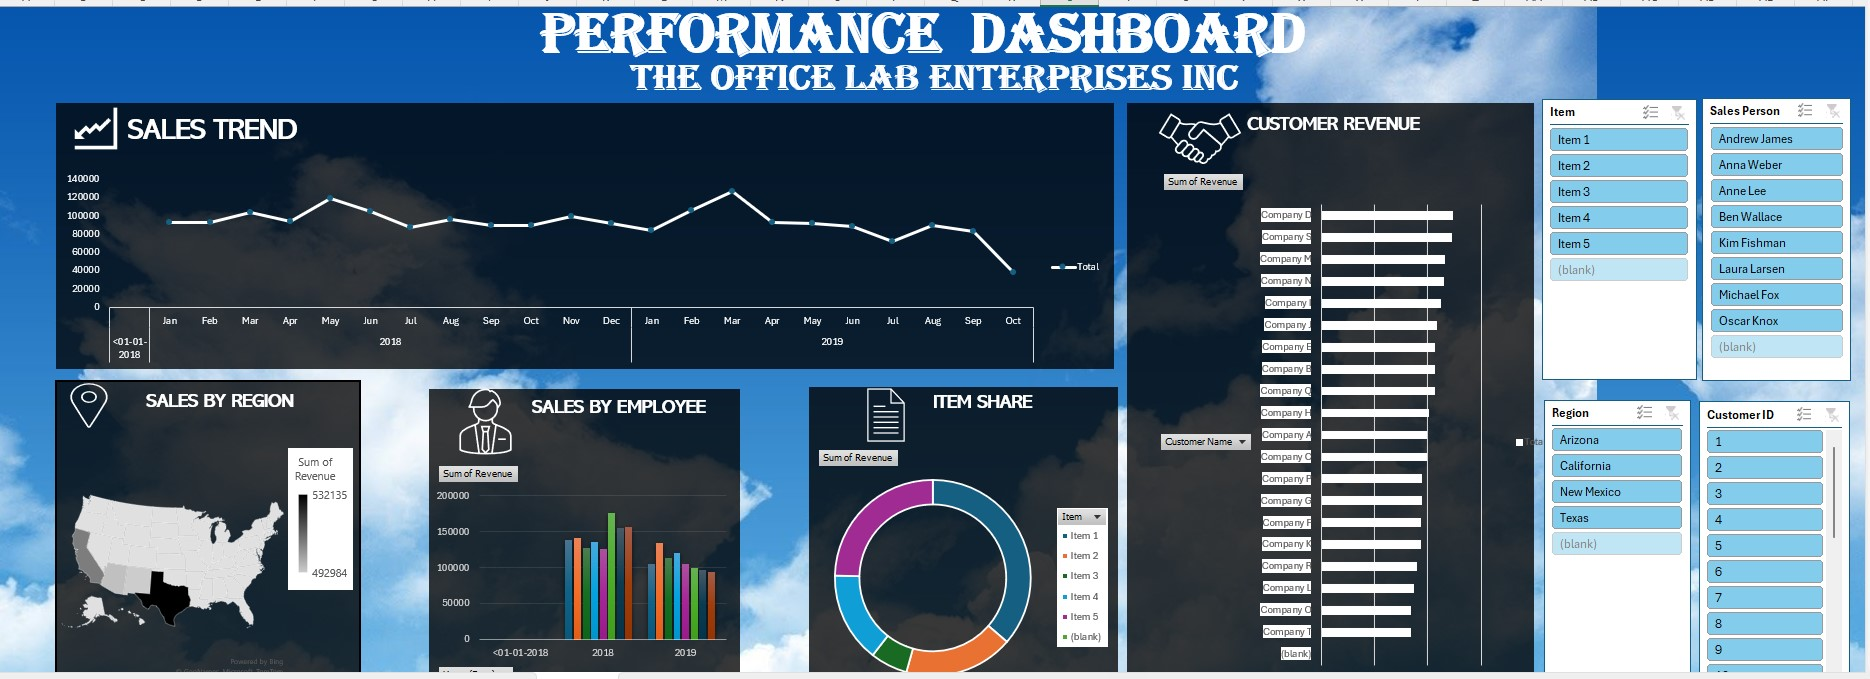 PERFORMANCE DASHBOARD
THE OFFICE LAB ENTERPRISES INC
SALES TREND
140000
120000
100000
80000
60000
40000
20000
0
Jan Feb Mar Apr May Jun Jul Aug Sep Oct Nov Dec Jan Feb Mar Apr May Jun Jul Aug Sep Oct
<01-01-
2018
2018
2019
Total
CUSTOMER REVENUE
Sum of Revenue
Company D
Company S
Company M
Company N
Company I
Company J
Company E
Company B
Company Q
Company H
Company A
Company C
Company P
Company G
Company F
Company K
Company R
Company L
Company O
Company T
(blank)
Customer Name
Item
Item 1
Item 2
Item 3
Item 4
Item 5
(blank)
Sales Person
Andrew James
Anna Weber
Anne Lee
Ben Wallace
Kim Fishman
Laura Larsen
Michael Fox
Oscar Knox
(blank)
SALES BY REGION
Sum of
Revenue
532135
492984
Powered by Bing
SALES BY EMPLOYEE
Sum of Revenue
200000
150000
100000
50000
0
<01-01-2018 2018 2019
ITEM SHARE
Sum of Revenue
Item
Item 1
Item 2
Item 3
Item 4
Item 5
(blank)
Region
Arizona
California
New Mexico
Texas
(blank)
Customer ID
1
2
3
4
5
6
7
8
9